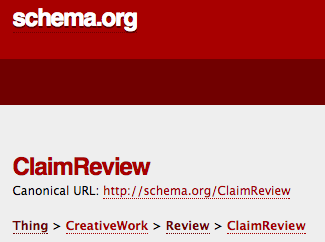 schema.org
ClaimReview
Canonical URL: http://schema.org/ClaimReview
Thing > CreativeWork > Review > ClaimReview